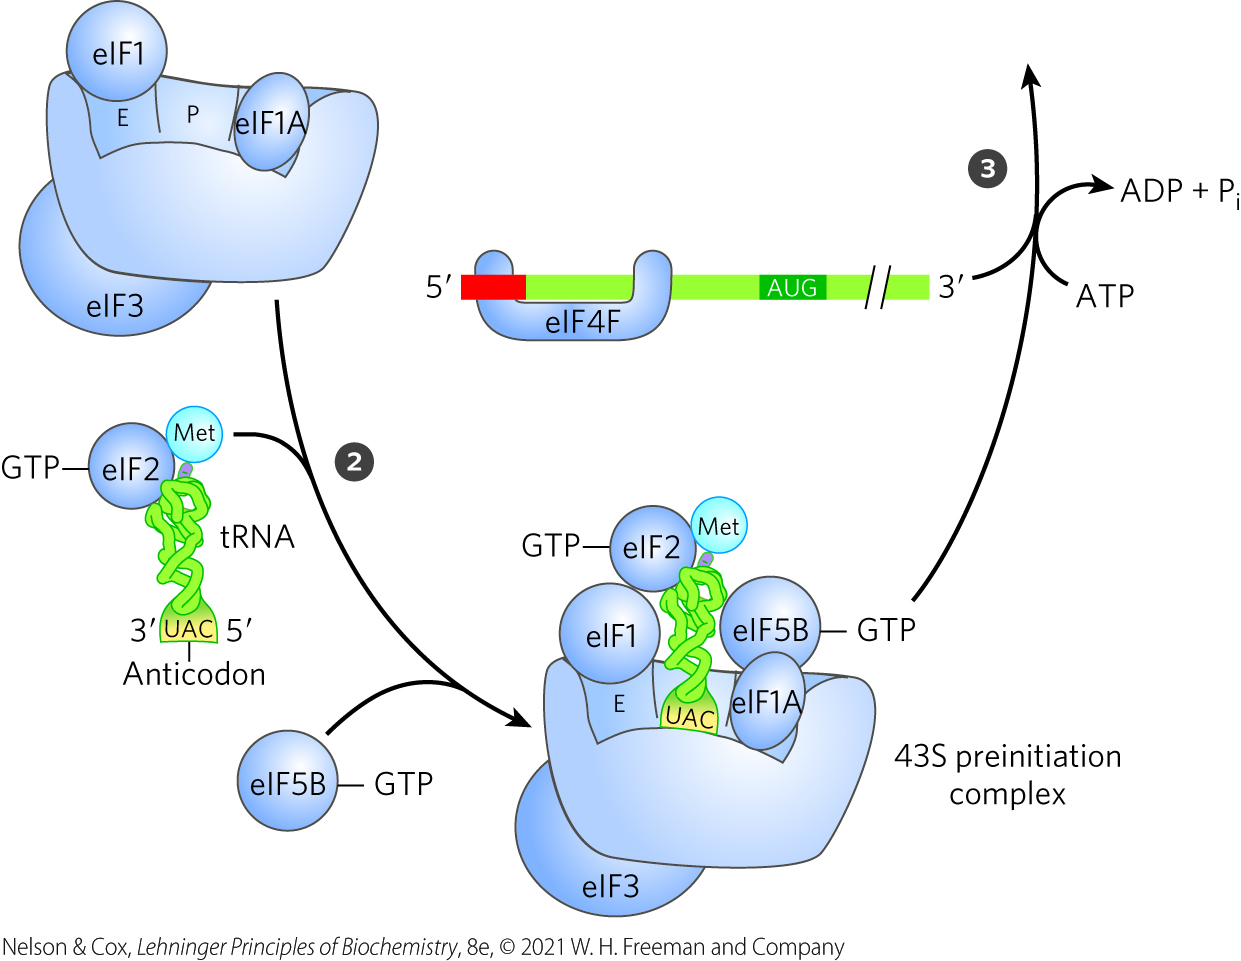 eIF1
E
P
eIF1A
eIF3
3
ADP + Pi
ATP
5′
AUG
3′
eIF4F
GTP
eIF2
Met
2
tRNA
3′
UAC
5′
Anticodon
eIF5B
GTP
GTP
eIF2
Met
eIF1
eIF5B
GTP
E
UAC
eIF1A
eIF3
43S preinitiation
complex
Nelson & Cox, Lehninger Principles of Biochemistry, 8e, © 2021 W. H. Freeman and Company